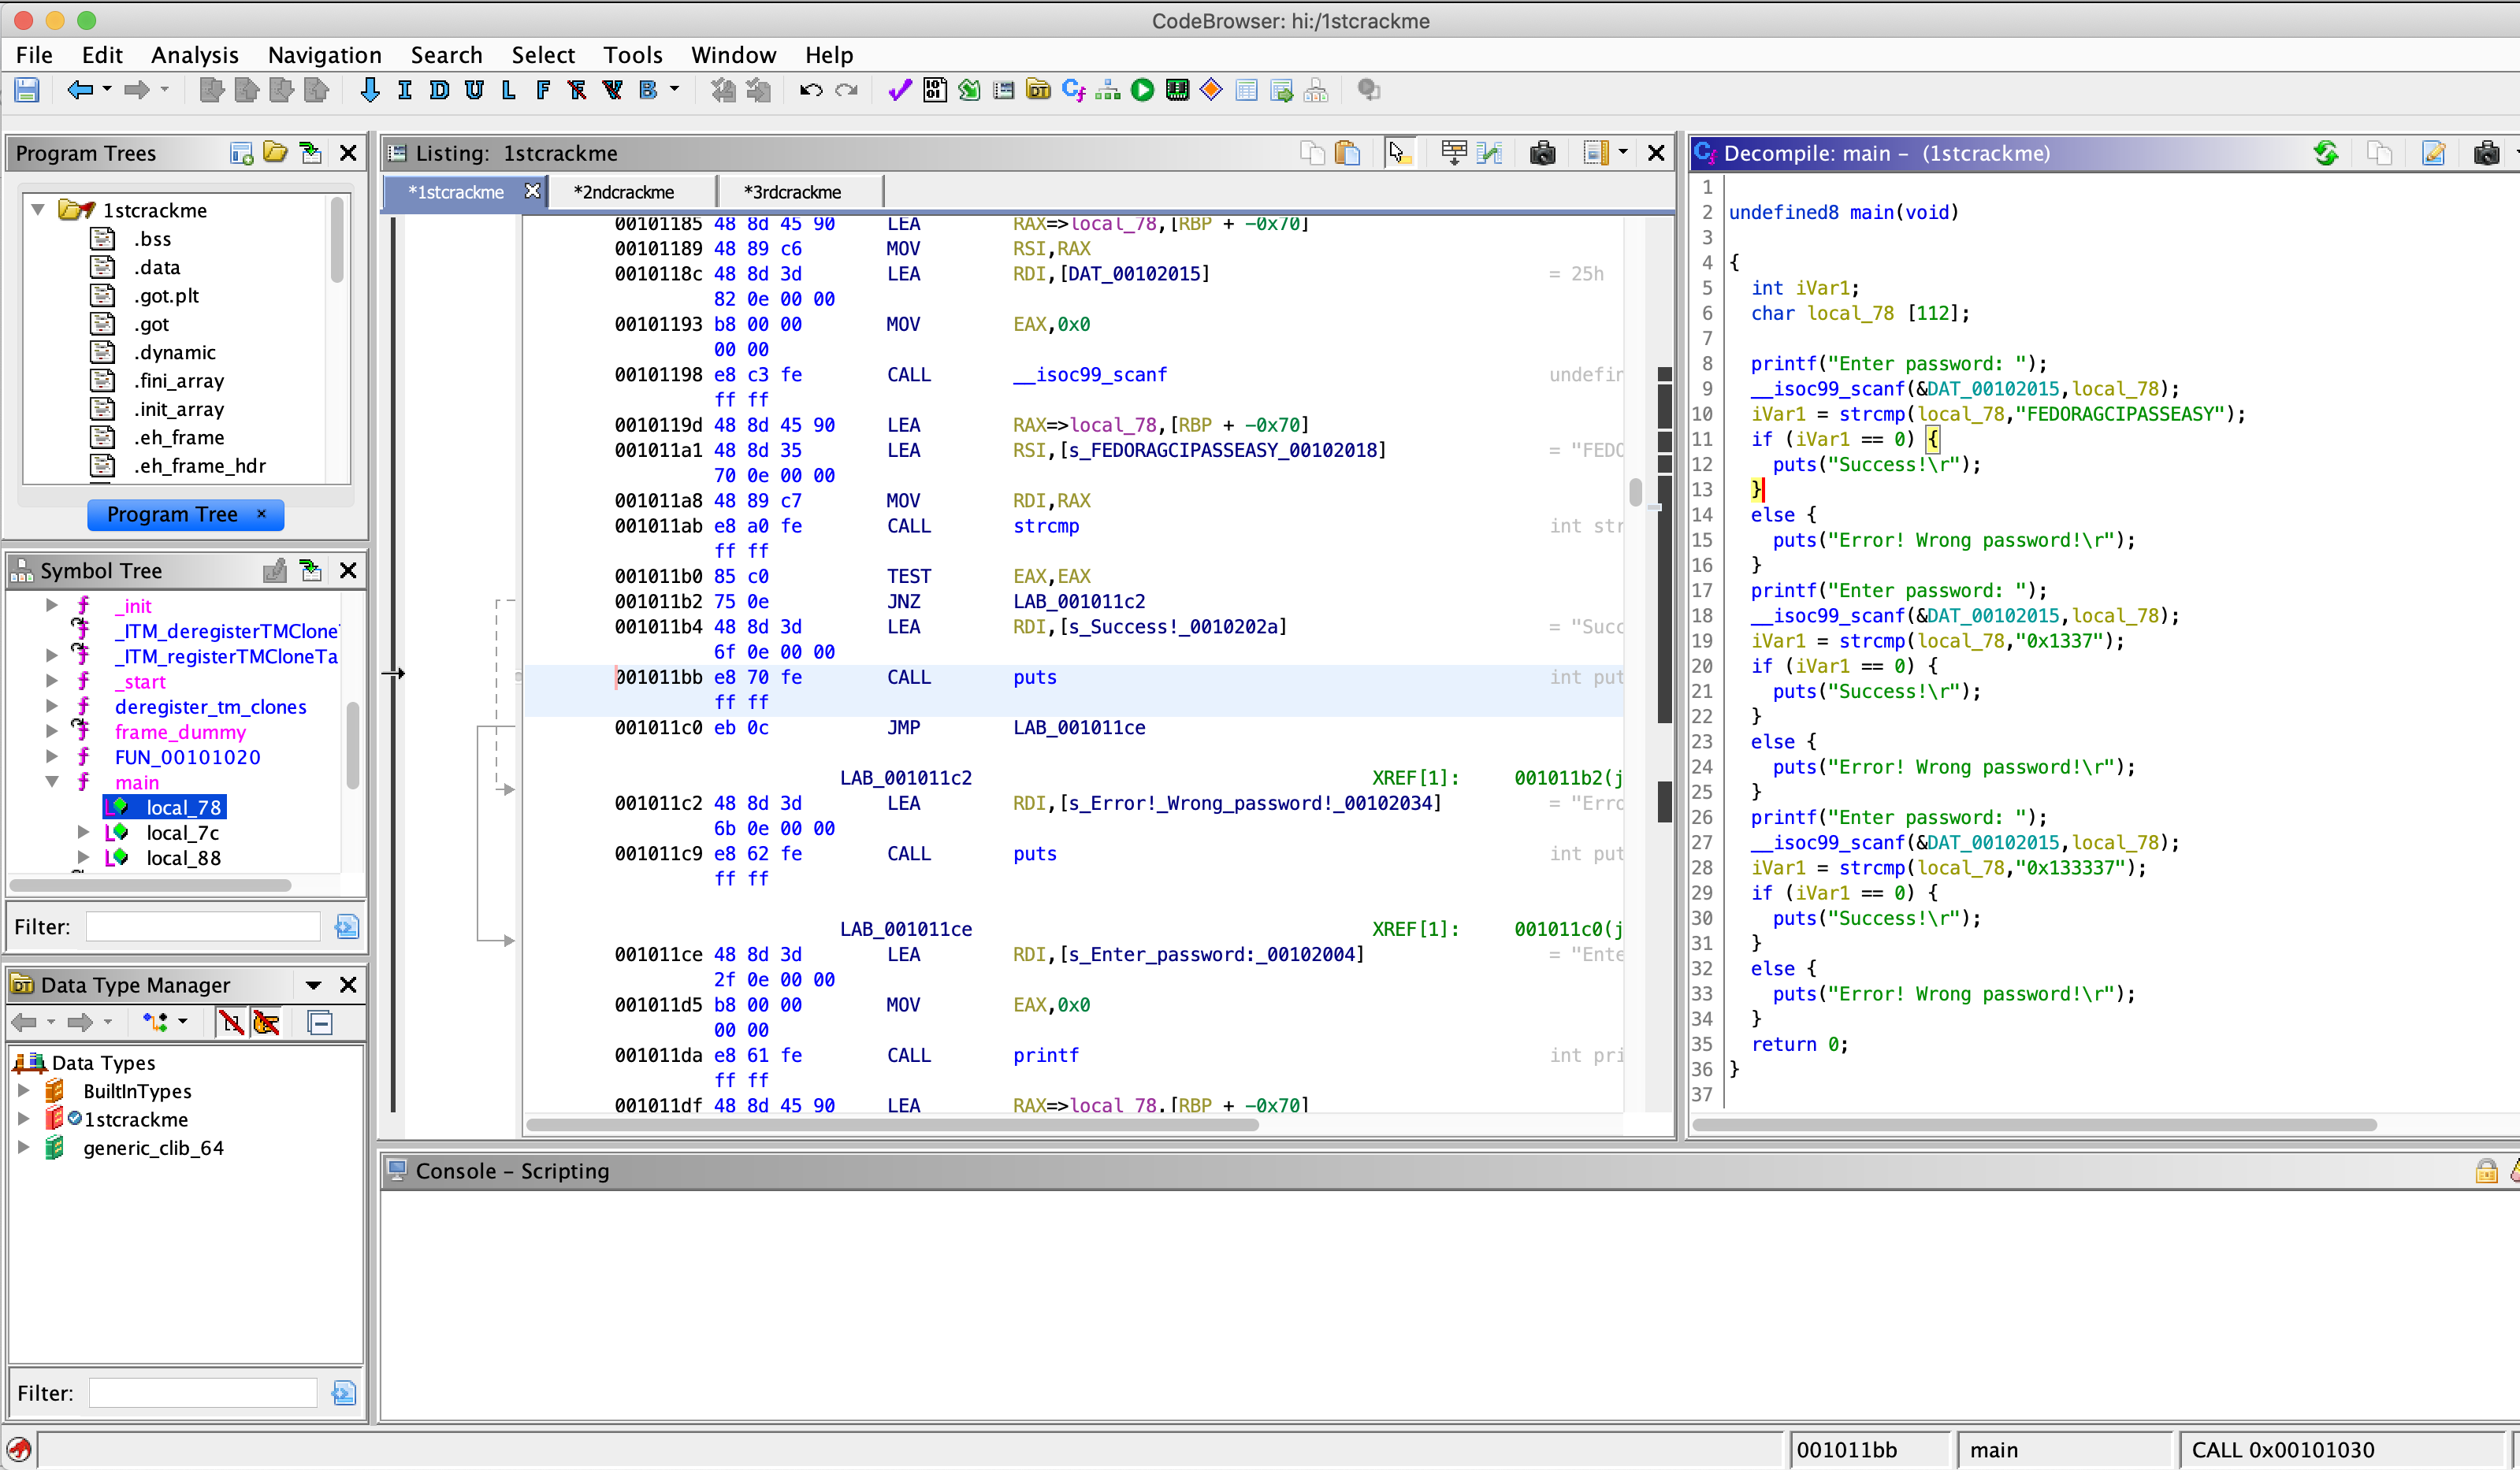 CodeBrowser: hi:/1stcrackme
File Edit Analysis Navigation Search Select Tools Window Help
I D U L F F V B
Program Trees
1stcrackme
.bss
.data
.got.plt
.got
.dynamic
.fini_array
.init_array
.eh_frame
.eh_frame_hdr
Program Tree ×
Symbol Tree
_init
_ITM_deregisterTMClone
_ITM_registerTMCloneTa
_start
deregister_tm_clones
frame_dummy
FUN_00101020
main
local_78
local_7c
local_88
Filter:
Data Type Manager
Data Types
BuiltInTypes
1stcrackme
generic_clib_64
Filter:
Listing: 1stcrackme
*1stcrackme *2ndcrackme *3rdcrackme
00101185 48 8d 45 90 LEA RAX=>local_78,[RBP + -0x70]
00101189 48 89 c6 MOV RSI,RAX
0010118c 48 8d 3d LEA RDI,[DAT_00102015] = 25h
82 0e 00 00
00101193 b8 00 00 MOV EAX,0x0
00 00
00101198 e8 c3 fe CALL __isoc99_scanf undefin
ff ff
0010119d 48 8d 45 90 LEA RAX=>local_78,[RBP + -0x70]
001011a1 48 8d 35 LEA RSI,[s_FEDORAGCIPASSEASY_00102018] = "FEDO
70 0e 00 00
001011a8 48 89 c7 MOV RDI,RAX
001011ab e8 a0 fe CALL strcmp int str
ff ff
001011b0 85 c0 TEST EAX,EAX
001011b2 75 0e JNZ LAB_001011c2
001011b4 48 8d 3d LEA RDI,[s_Success!_0010202a] = "Succ
6f 0e 00 00
001011bb e8 70 fe CALL puts int put
ff ff
001011c0 eb 0c JMP LAB_001011ce
LAB_001011c2 XREF[1]: 001011b2(j
001011c2 48 8d 3d LEA RDI,[s_Error!_Wrong_password!_00102034] = "Erro
6b 0e 00 00
001011c9 e8 62 fe CALL puts int put
ff ff
LAB_001011ce XREF[1]: 001011c0(j
001011ce 48 8d 3d LEA RDI,[s_Enter_password:_00102004] = "Ente
2f 0e 00 00
001011d5 b8 00 00 MOV EAX,0x0
00 00
001011da e8 61 fe CALL printf int pri
ff ff
001011df 48 8d 45 90 LEA RAX=>local_78,[RBP + -0x70]
Decompile: main - (1stcrackme)
1
2 undefined8 main(void)
3
4 {
5 int iVar1;
6 char local_78 [112];
7
8 printf("Enter password: ");
9 __isoc99_scanf(&DAT_00102015,local_78);
10 iVar1 = strcmp(local_78,"FEDORAGCIPASSEASY");
11 if (iVar1 == 0) {
12 puts("Success!\r");
13 }
14 else {
15 puts("Error! Wrong password!\r");
16 }
17 printf("Enter password: ");
18 __isoc99_scanf(&DAT_00102015,local_78);
19 iVar1 = strcmp(local_78,"0x1337");
20 if (iVar1 == 0) {
21 puts("Success!\r");
22 }
23 else {
24 puts("Error! Wrong password!\r");
25 }
26 printf("Enter password: ");
27 __isoc99_scanf(&DAT_00102015,local_78);
28 iVar1 = strcmp(local_78,"0x133337");
29 if (iVar1 == 0) {
30 puts("Success!\r");
31 }
32 else {
33 puts("Error! Wrong password!\r");
34 }
35 return 0;
36 }
37
Console - Scripting
001011bb main CALL 0x00101030